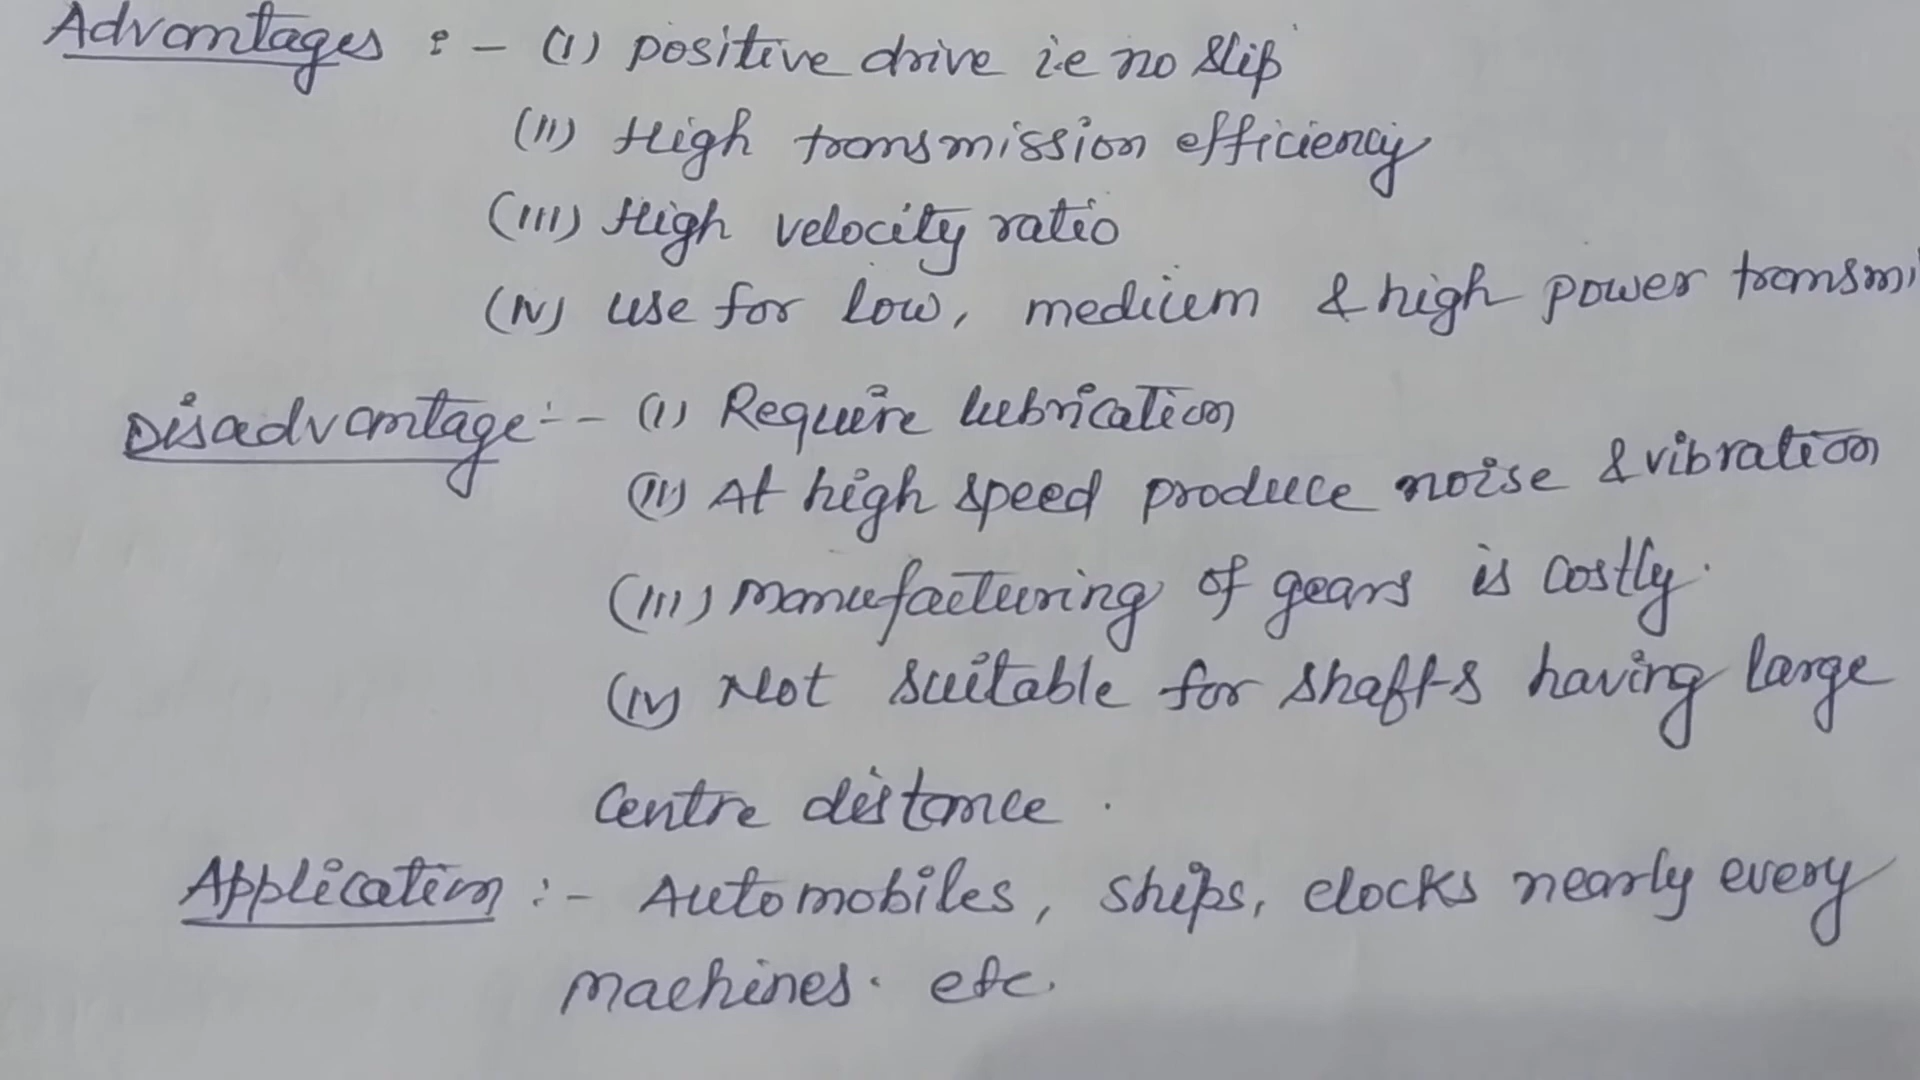 Advantages :- (I) positive drive i.e no slip
(II) High transmission efficiency
(III) High velocity ratio
(IV) use for low, medium & high power transmi
Disadvantage :- (I) Require lubrication
(II) At high speed produce noise & vibration
(III) Manufacturing of gears is costly.
(IV) Not suitable for shafts having large
Centre distance.
Application :- Automobiles, Ships, clocks nearly every
machines. etc.